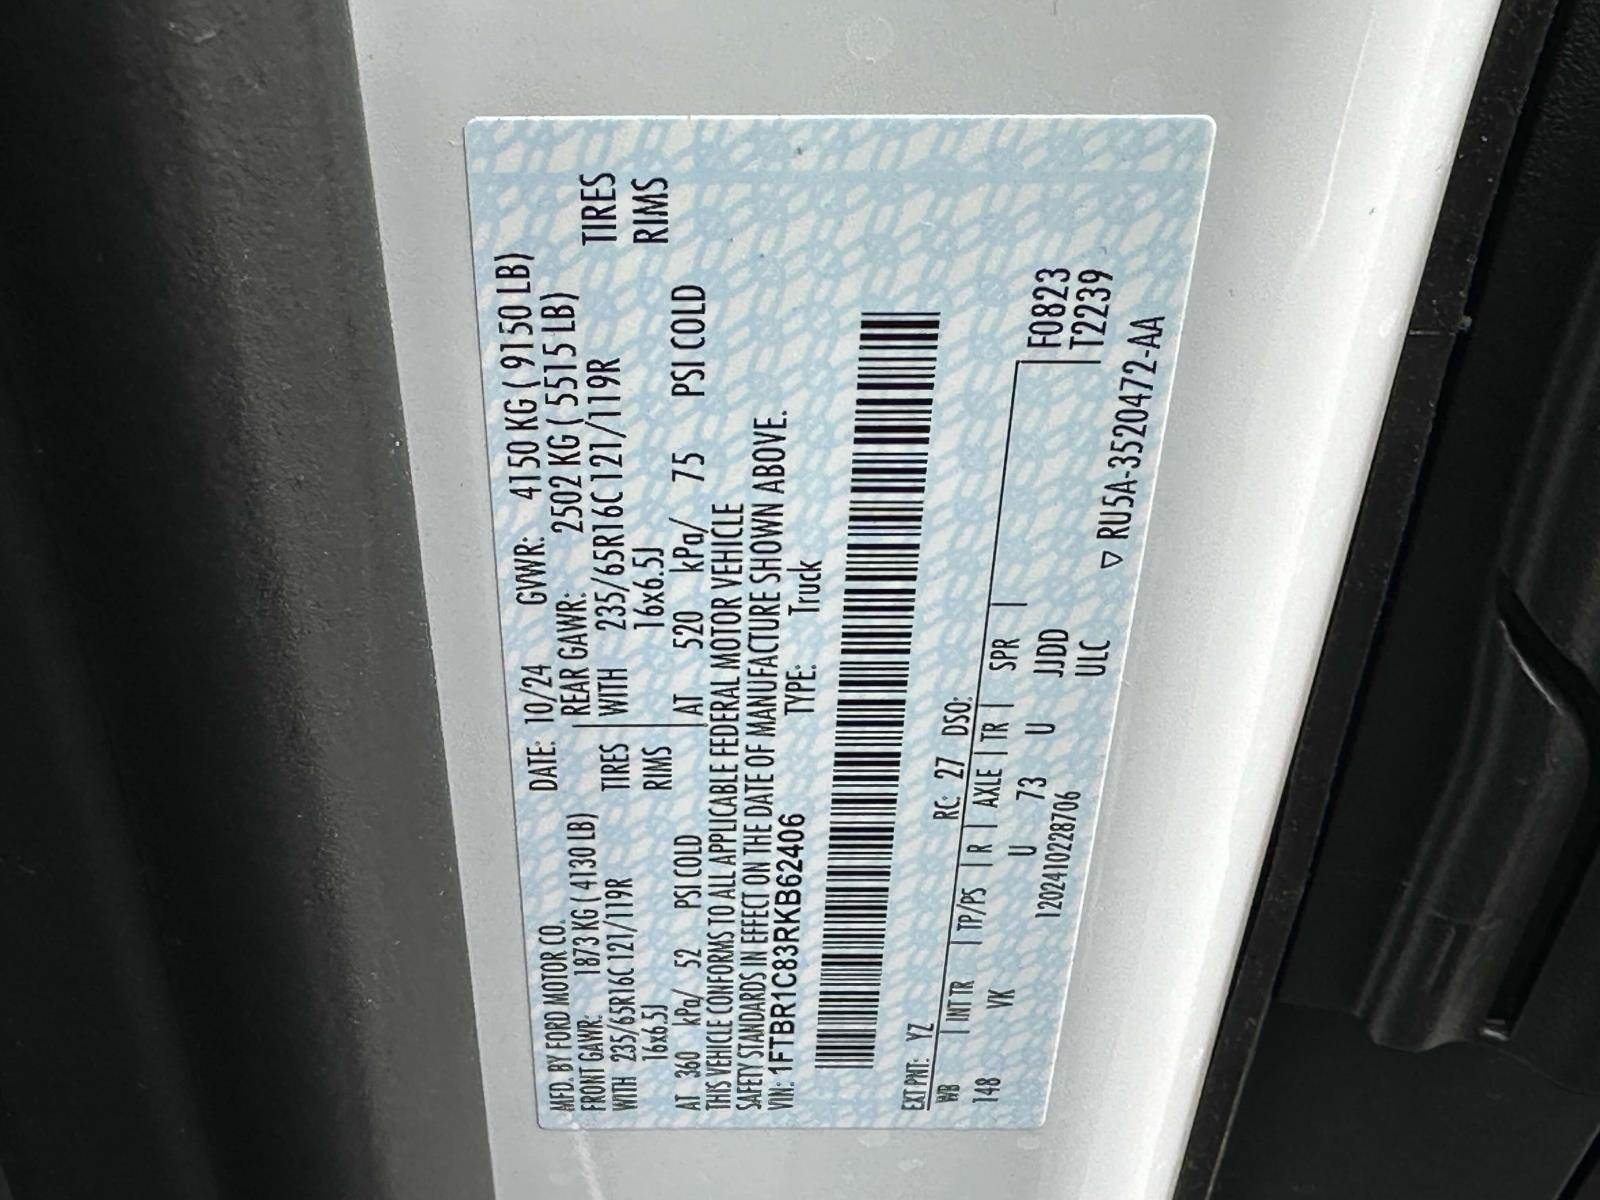 MFD. BY FORD MOTOR CO. DATE: 10/24 GVWR: 4150 KG ( 9150 LB)
FRONT GAWR: 1873 KG ( 4130 LB) REAR GAWR: 2502 KG ( 5515 LB)
WITH 235/65R16C 121/119R TIRES WITH 235/65R16C 121/119R TIRES
16x6.5J RIMS 16x6.5J RIMS
AT 360 kPa/ 52 PSI COLD AT 520 kPa/ 75 PSI COLD
THIS VEHICLE CONFORMS TO ALL APPLICABLE FEDERAL MOTOR VEHICLE
SAFETY STANDARDS IN EFFECT ON THE DATE OF MANUFACTURE SHOWN ABOVE.
VIN: 1FTBR1C83RKB62406 TYPE: Truck
EXT PNT: YZ RC: 27 DSO:
WB INT TR TP/PS R AXLE TR SPR F0823
148 VK U 73 U JJDD T2239
1202410228706 ULC
▽ RU5A-3520472-AA